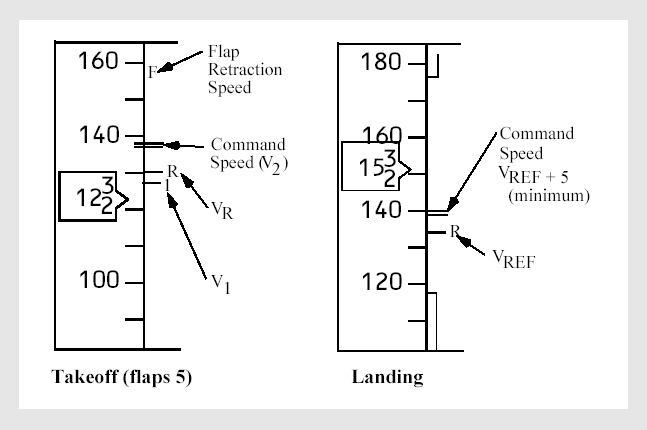 160
F
Flap
Retraction
Speed
140
Command
Speed (V2)
R
1
3
12
2
VR
100
V1
Takeoff (flaps 5)
180
160
3
15
2
Command
Speed
VREF + 5
(minimum)
140
R
VREF
120
Landing